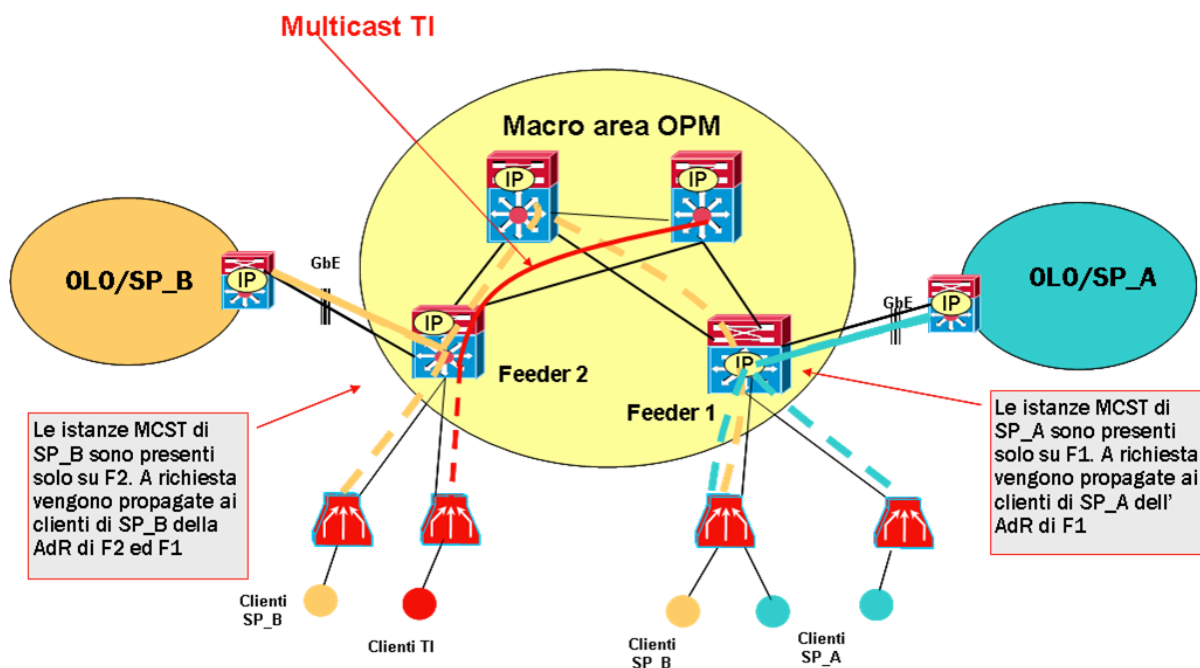 Multicast TI
Macro area OPM
IP
IP
OLO/SP_B
IP
GbE
IP
Feeder 2
OLO/SP_A
IP
GbE
IP
Feeder 1
Le istanze MCST di
SP_B sono presenti
solo su F2. A richiesta
vengono propagate ai
clienti di SP_B della
AdR di F2 ed F1
Le istanze MCST di
SP_A sono presenti
solo su F1. A richiesta
vengono propagate ai
clienti di SP_A dell'
AdR di F1
Clienti
SP_B
Clienti TI
Clienti
SP_B
Clienti
SP_A